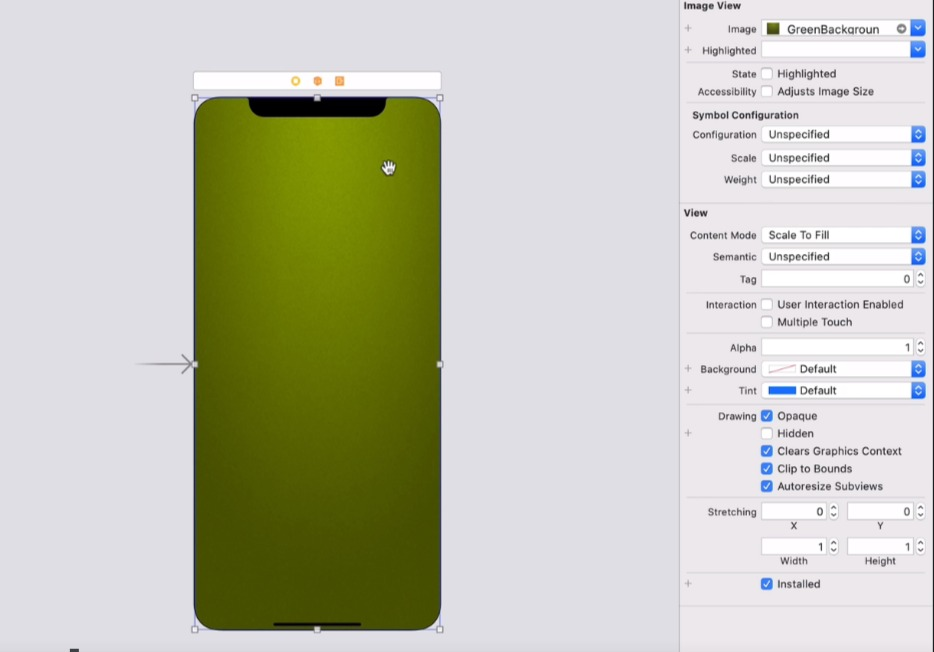 Image View
Image GreenBackgroun
Highlighted
State Highlighted
Accessibility Adjusts Image Size
Symbol Configuration
Configuration Unspecified
Scale Unspecified
Weight Unspecified
View
Content Mode Scale To Fill
Semantic Unspecified
Tag 0
Interaction User Interaction Enabled
Multiple Touch
Alpha 1
Background Default
Tint Default
Drawing Opaque
Hidden
Clears Graphics Context
Clip to Bounds
Autoresize Subviews
Stretching 0 0
X Y
1 1
Width Height
Installed